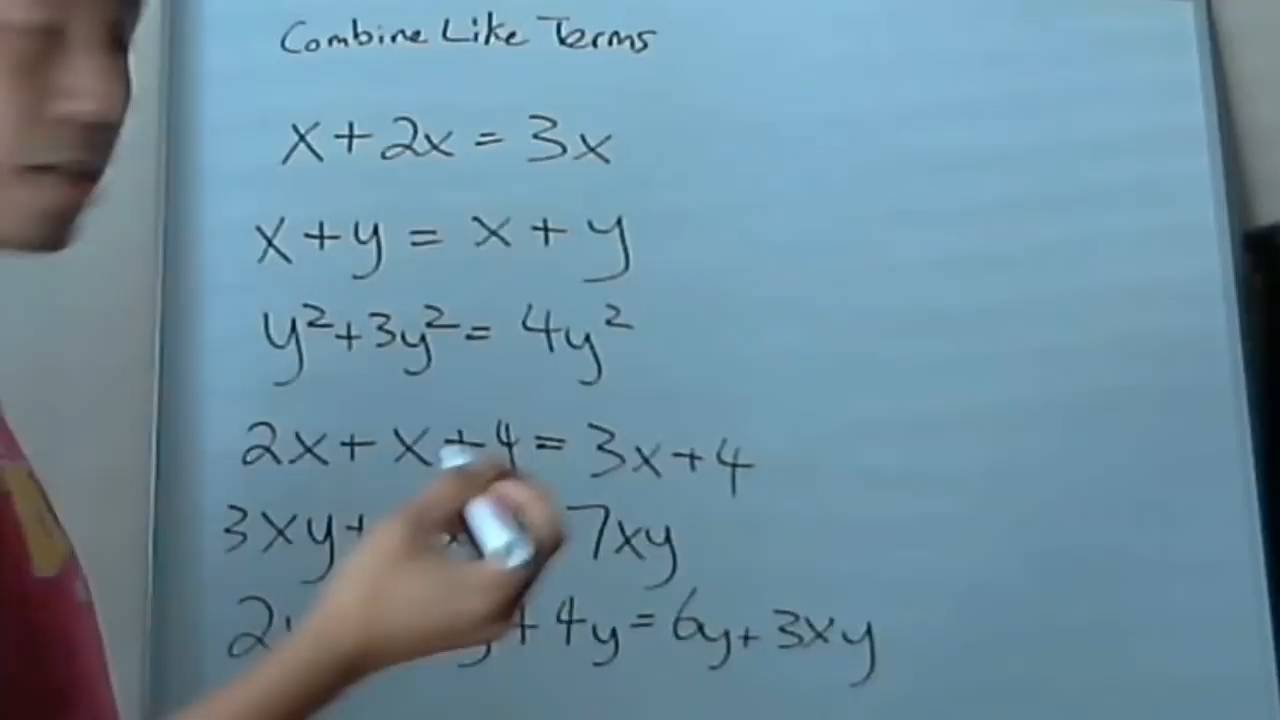 Combine Like Terms
x + 2x = 3x
x + y = x + y
y² + 3y² = 4y²
2x + x + 4 = 3x + 4
3xy + 7xy
2 + 4y = 6y + 3xy